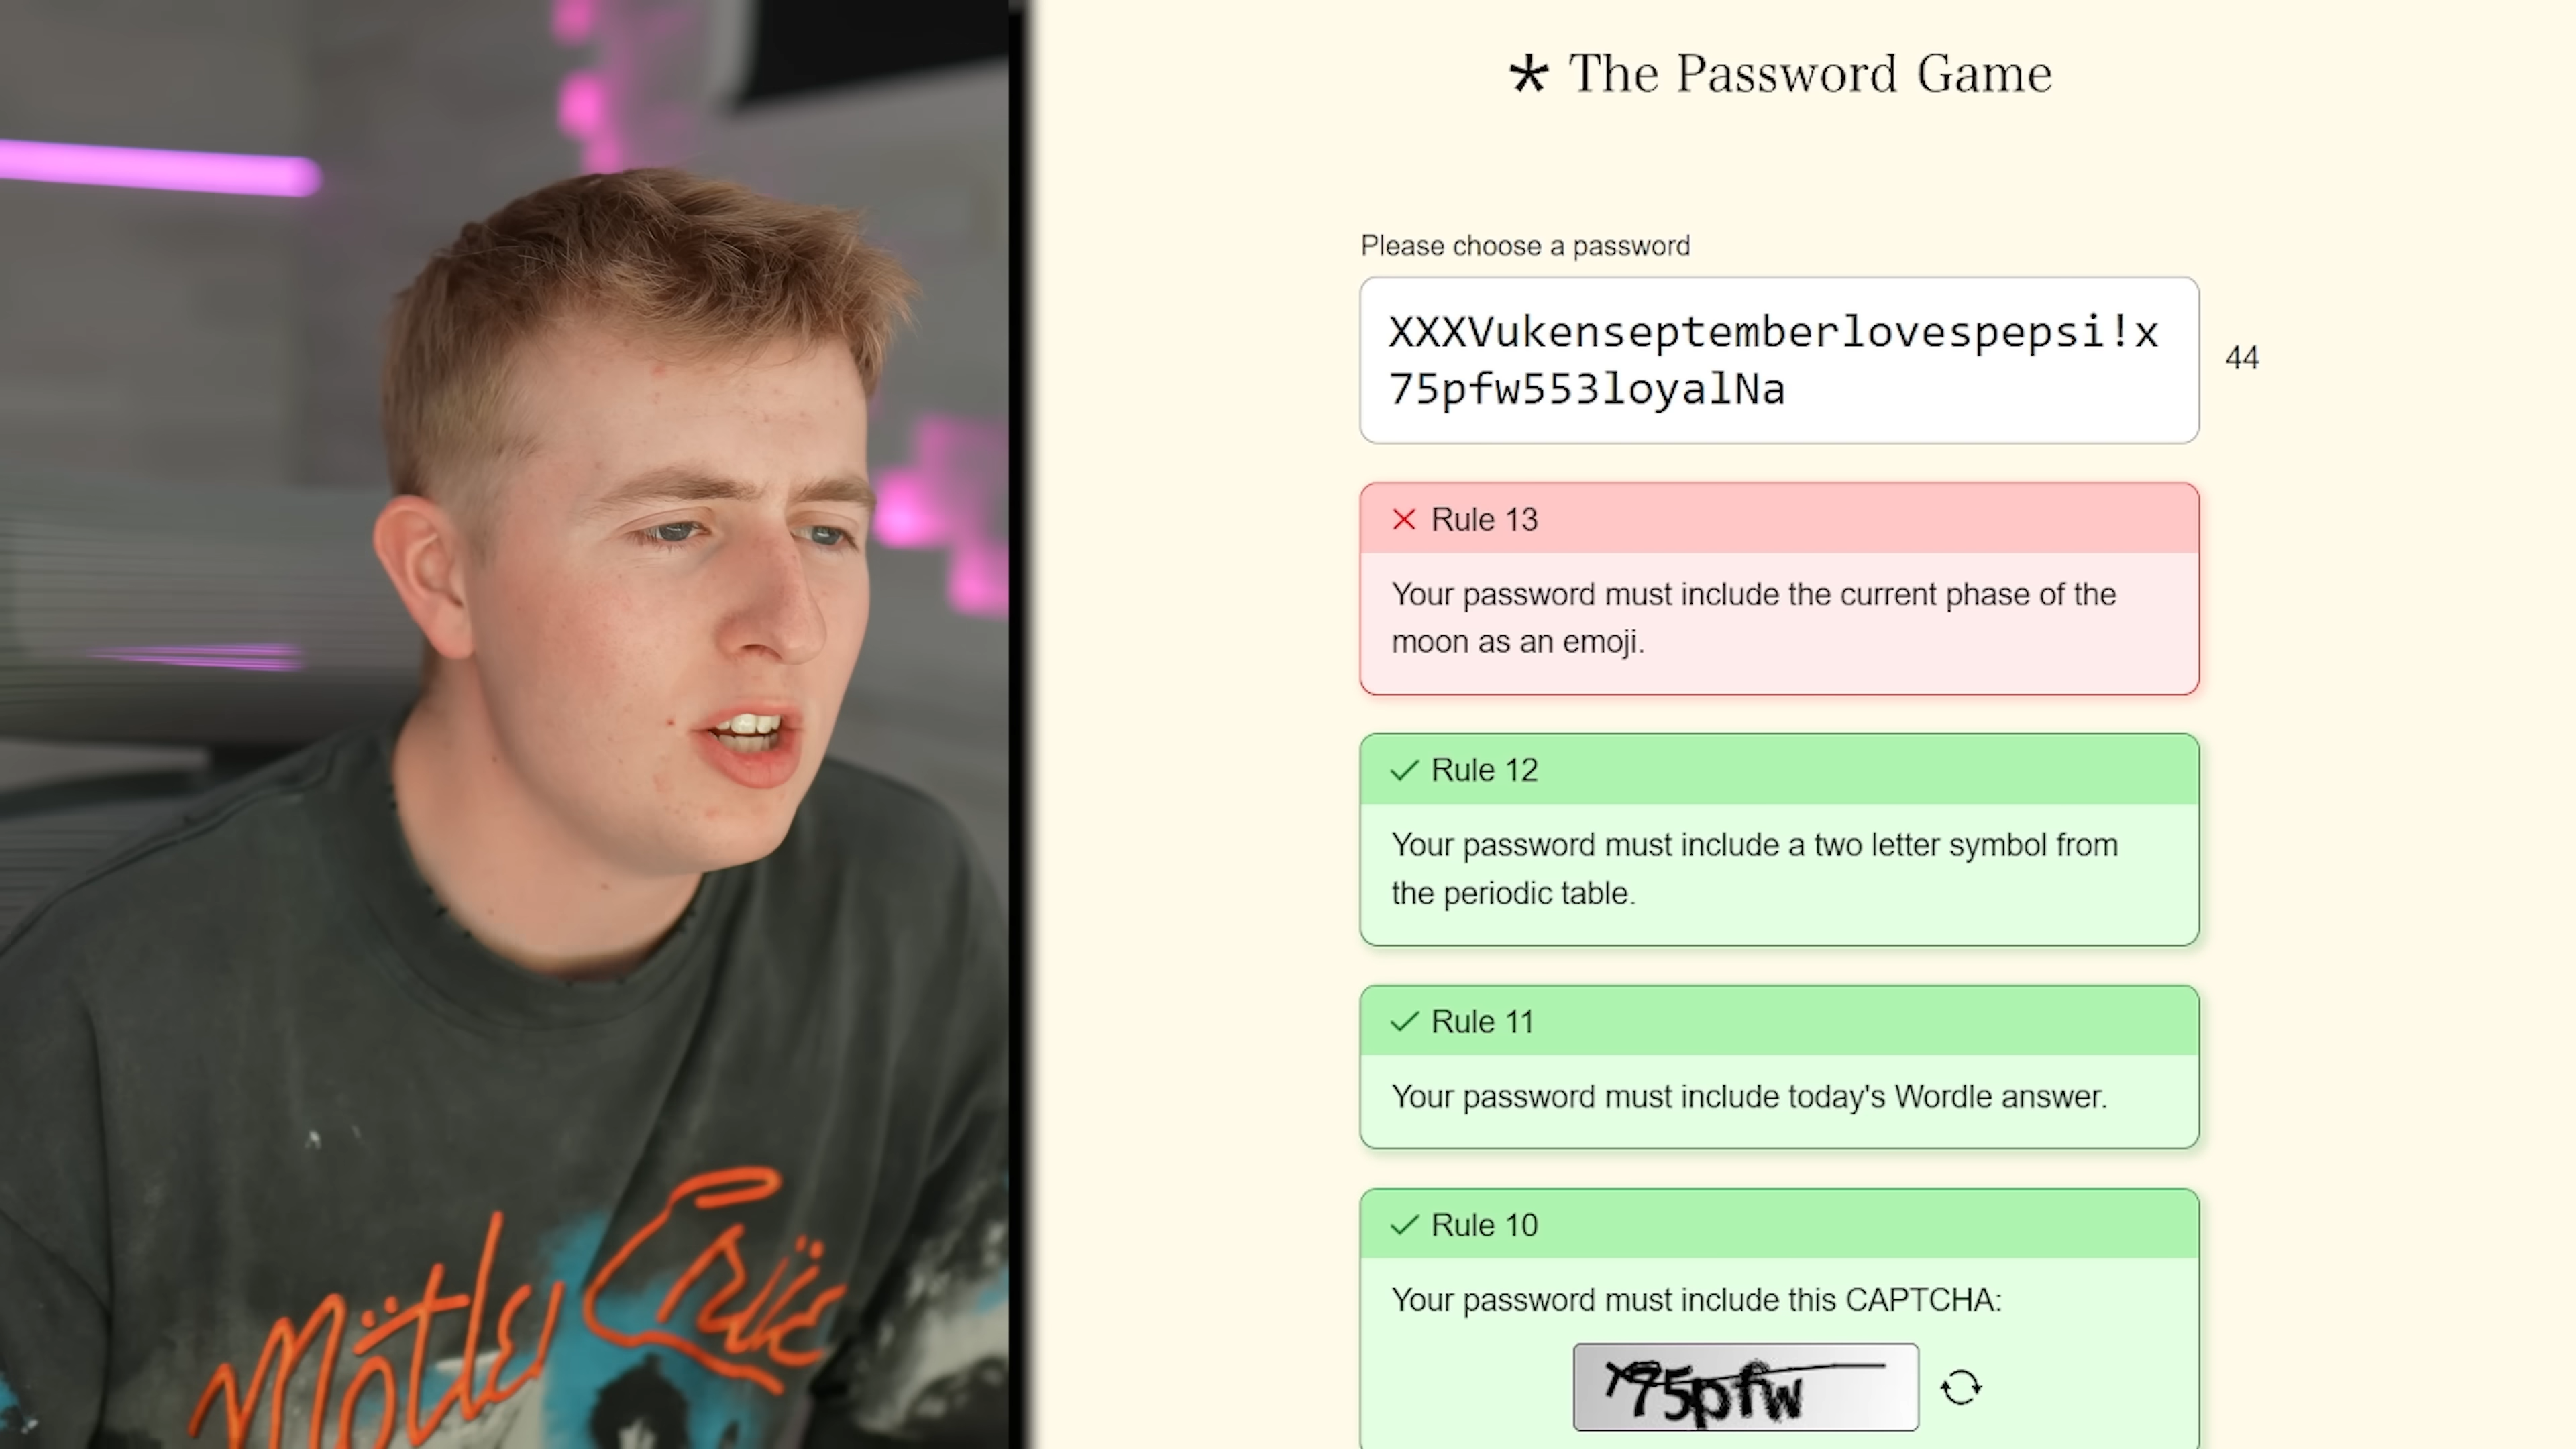 * The Password Game
Please choose a password
XXXVukenseptemberlovespepsi!x
75pfw553loyalNa
44
Rule 13
Your password must include the current phase of the
moon as an emoji.
Rule 12
Your password must include a two letter symbol from
the periodic table.
Rule 11
Your password must include today's Wordle answer.
Rule 10
Your password must include this CAPTCHA:
x75pfw
Mötley Crüe